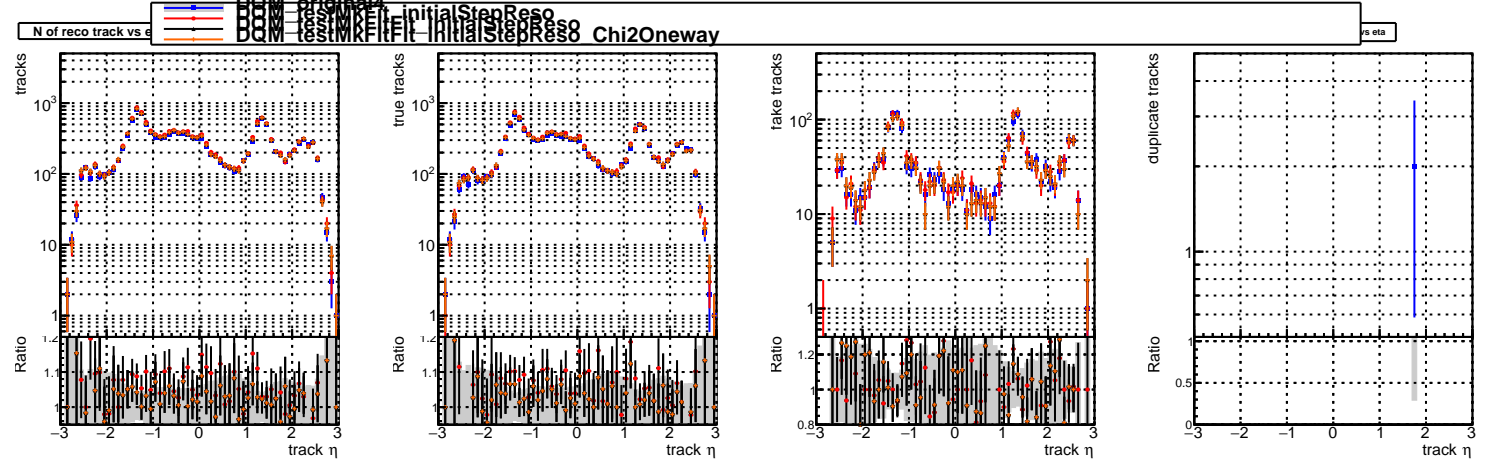 DQM_original4
DQM_testMkFit_initialStepReso
DQM_testMkFitFit_initialStepReso
DQM_testMkFitFit_initialStepReso_Chi2Oneway
N of reco track vs e
vs eta
tracks
10³
10²
10
1
Ratio
1.2
1.1
1
−3 −2 −1 0 1 2 3
track η
true tracks
10³
10²
10
1
Ratio
1.2
1.1
1
−3 −2 −1 0 1 2 3
track η
fake tracks
10²
10
1
Ratio
1.2
1
0.8
−3 −2 −1 0 1 2 3
track η
duplicate tracks
1
Ratio
1
0.5
0
−3 −2 −1 0 1 2 3
track η